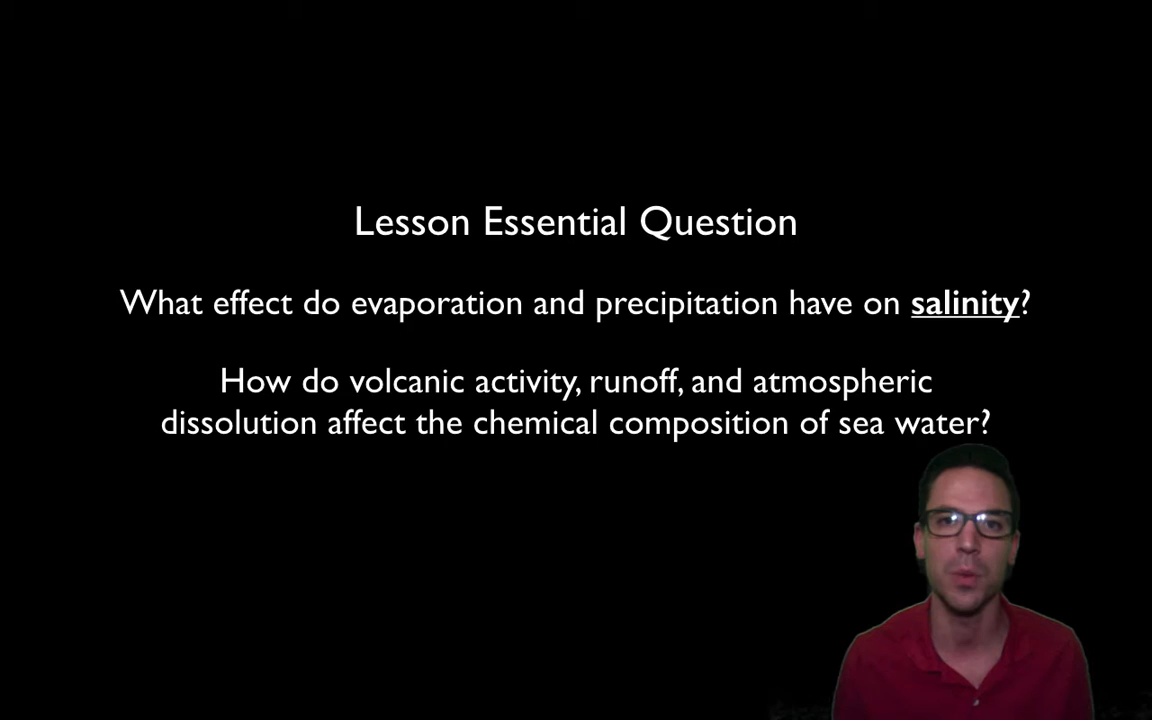 Lesson Essential Question
What effect do evaporation and precipitation have on salinity?
How do volcanic activity, runoff, and atmospheric
dissolution affect the chemical composition of sea water?